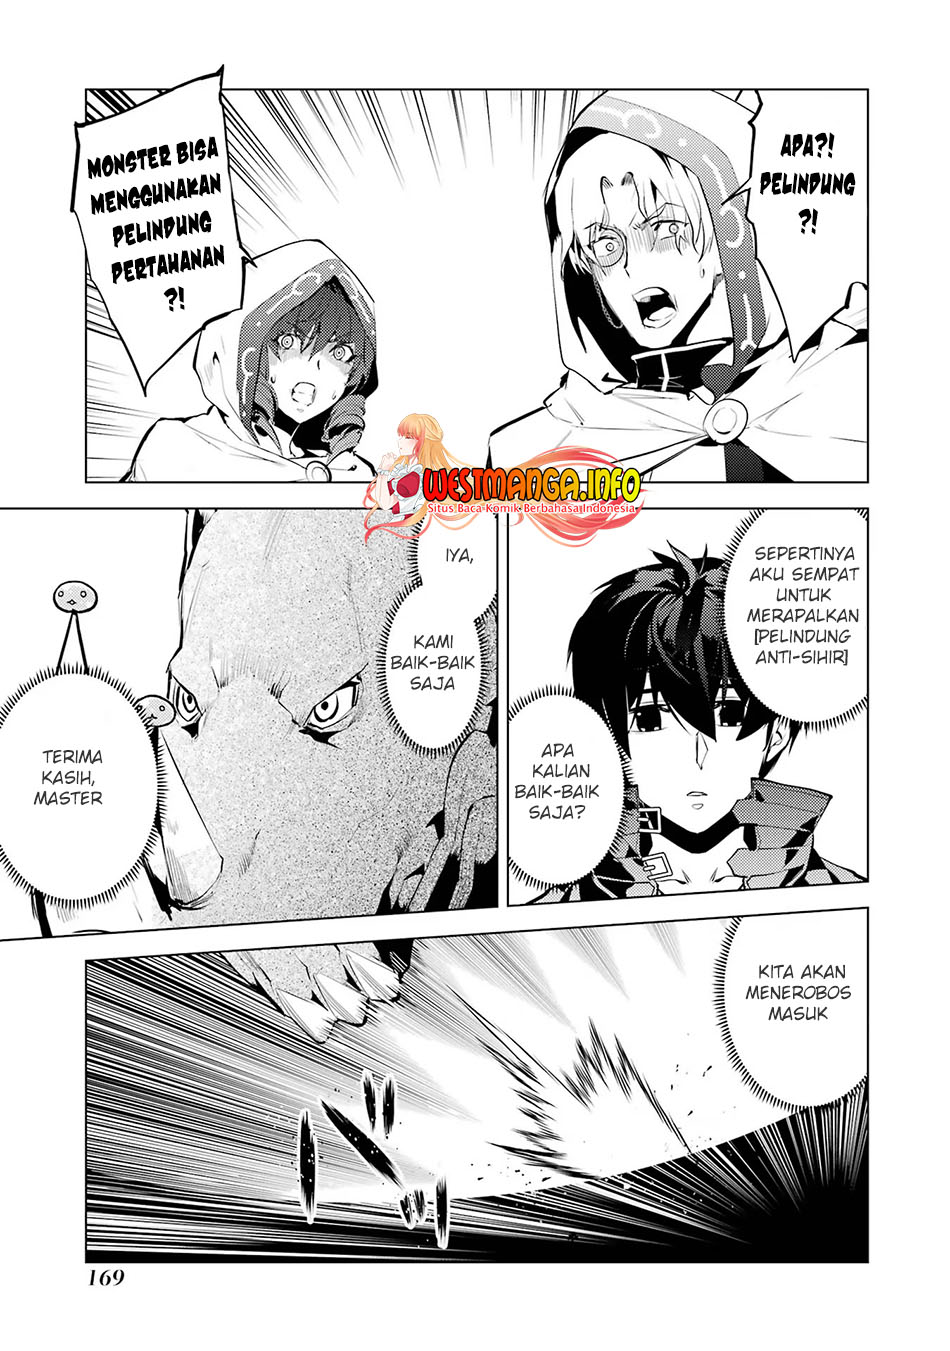 APA?!
PELINDUNG
?!
MONSTER BISA
MENGGUNAKAN
PELINDUNG
PERTAHANAN
?!
WESTMANGA.INFO
Situs Baca Komik Berbahasa Indonesia
SEPERTINYA
AKU SEMPAT
UNTUK
MERAPALKAN
[PELINDUNG
ANTI-SIHIR]
APA
KALIAN
BAIK-BAIK
SAJA?
IYA,
KAMI
BAIK-BAIK
SAJA
TERIMA
KASIH,
MASTER
KITA AKAN
MENEROBOS
MASUK
169